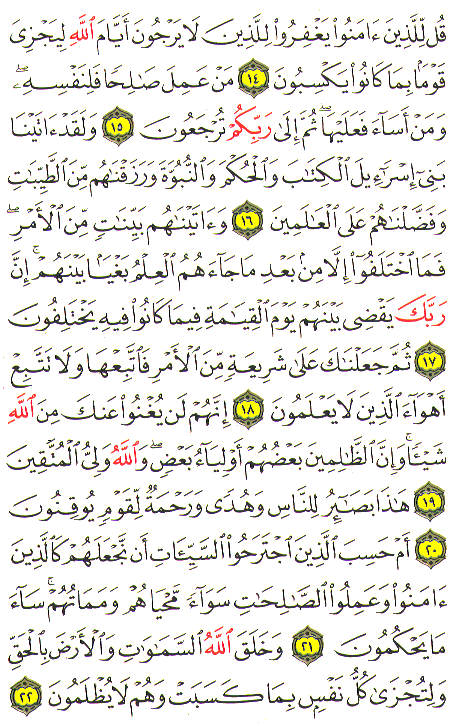 قُل لِّلَّذِينَ ءَامَنُوا۟ يَغْفِرُوا۟ لِلَّذِينَ لَا يَرْجُونَ أَيَّامَ ٱللَّهِ لِيَجْزِىَ
قَوْمًۢا بِمَا كَانُوا۟ يَكْسِبُونَ ١٤ مَنْ عَمِلَ صَٰلِحًا فَلِنَفْسِهِۦ ۖ
وَمَنْ أَسَآءَ فَعَلَيْهَا ۖ ثُمَّ إِلَىٰ رَبِّكُمْ تُرْجَعُونَ ١٥ وَلَقَدْ ءَاتَيْنَا
بَنِىٓ إِسْرَٰٓءِيلَ ٱلْكِتَٰبَ وَٱلْحُكْمَ وَٱلنُّبُوَّةَ وَرَزَقْنَٰهُم مِّنَ ٱلطَّيِّبَٰتِ
وَفَضَّلْنَٰهُمْ عَلَى ٱلْعَٰلَمِينَ ١٦ وَءَاتَيْنَٰهُم بَيِّنَٰتٍ مِّنَ ٱلْأَمْرِ ۖ
فَمَا ٱخْتَلَفُوٓا۟ إِلَّا مِنۢ بَعْدِ مَا جَآءَهُمُ ٱلْعِلْمُ بَغْيًۢا بَيْنَهُمْ ۚ إِنَّ
رَبَّكَ يَقْضِى بَيْنَهُمْ يَوْمَ ٱلْقِيَٰمَةِ فِيمَا كَانُوا۟ فِيهِ يَخْتَلِفُونَ
١٧ ثُمَّ جَعَلْنَٰكَ عَلَىٰ شَرِيعَةٍ مِّنَ ٱلْأَمْرِ فَٱتَّبِعْهَا وَلَا تَتَّبِعْ
أَهْوَآءَ ٱلَّذِينَ لَا يَعْلَمُونَ ١٨ إِنَّهُمْ لَن يُغْنُوا۟ عَنكَ مِنَ ٱللَّهِ
شَيْـًٔا ۚ وَإِنَّ ٱلظَّٰلِمِينَ بَعْضُهُمْ أَوْلِيَآءُ بَعْضٍ ۖ وَٱللَّهُ وَلِىُّ ٱلْمُتَّقِينَ
١٩ هَٰذَا بَصَٰٓئِرُ لِلنَّاسِ وَهُدًى وَرَحْمَةٌ لِّقَوْمٍ يُوقِنُونَ
٢٠ أَمْ حَسِبَ ٱلَّذِينَ ٱجْتَرَحُوا۟ ٱلسَّيِّـَٔاتِ أَن نَّجْعَلَهُمْ كَٱلَّذِينَ
ءَامَنُوا۟ وَعَمِلُوا۟ ٱلصَّٰلِحَٰتِ سَوَآءً مَّحْيَاهُمْ وَمَمَاتُهُمْ ۚ سَآءَ
مَا يَحْكُمُونَ ٢١ وَخَلَقَ ٱللَّهُ ٱلسَّمَٰوَٰتِ وَٱلْأَرْضَ بِٱلْحَقِّ
وَلِتُجْزَىٰ كُلُّ نَفْسٍۭ بِمَا كَسَبَتْ وَهُمْ لَا يُظْلَمُونَ ٢٢